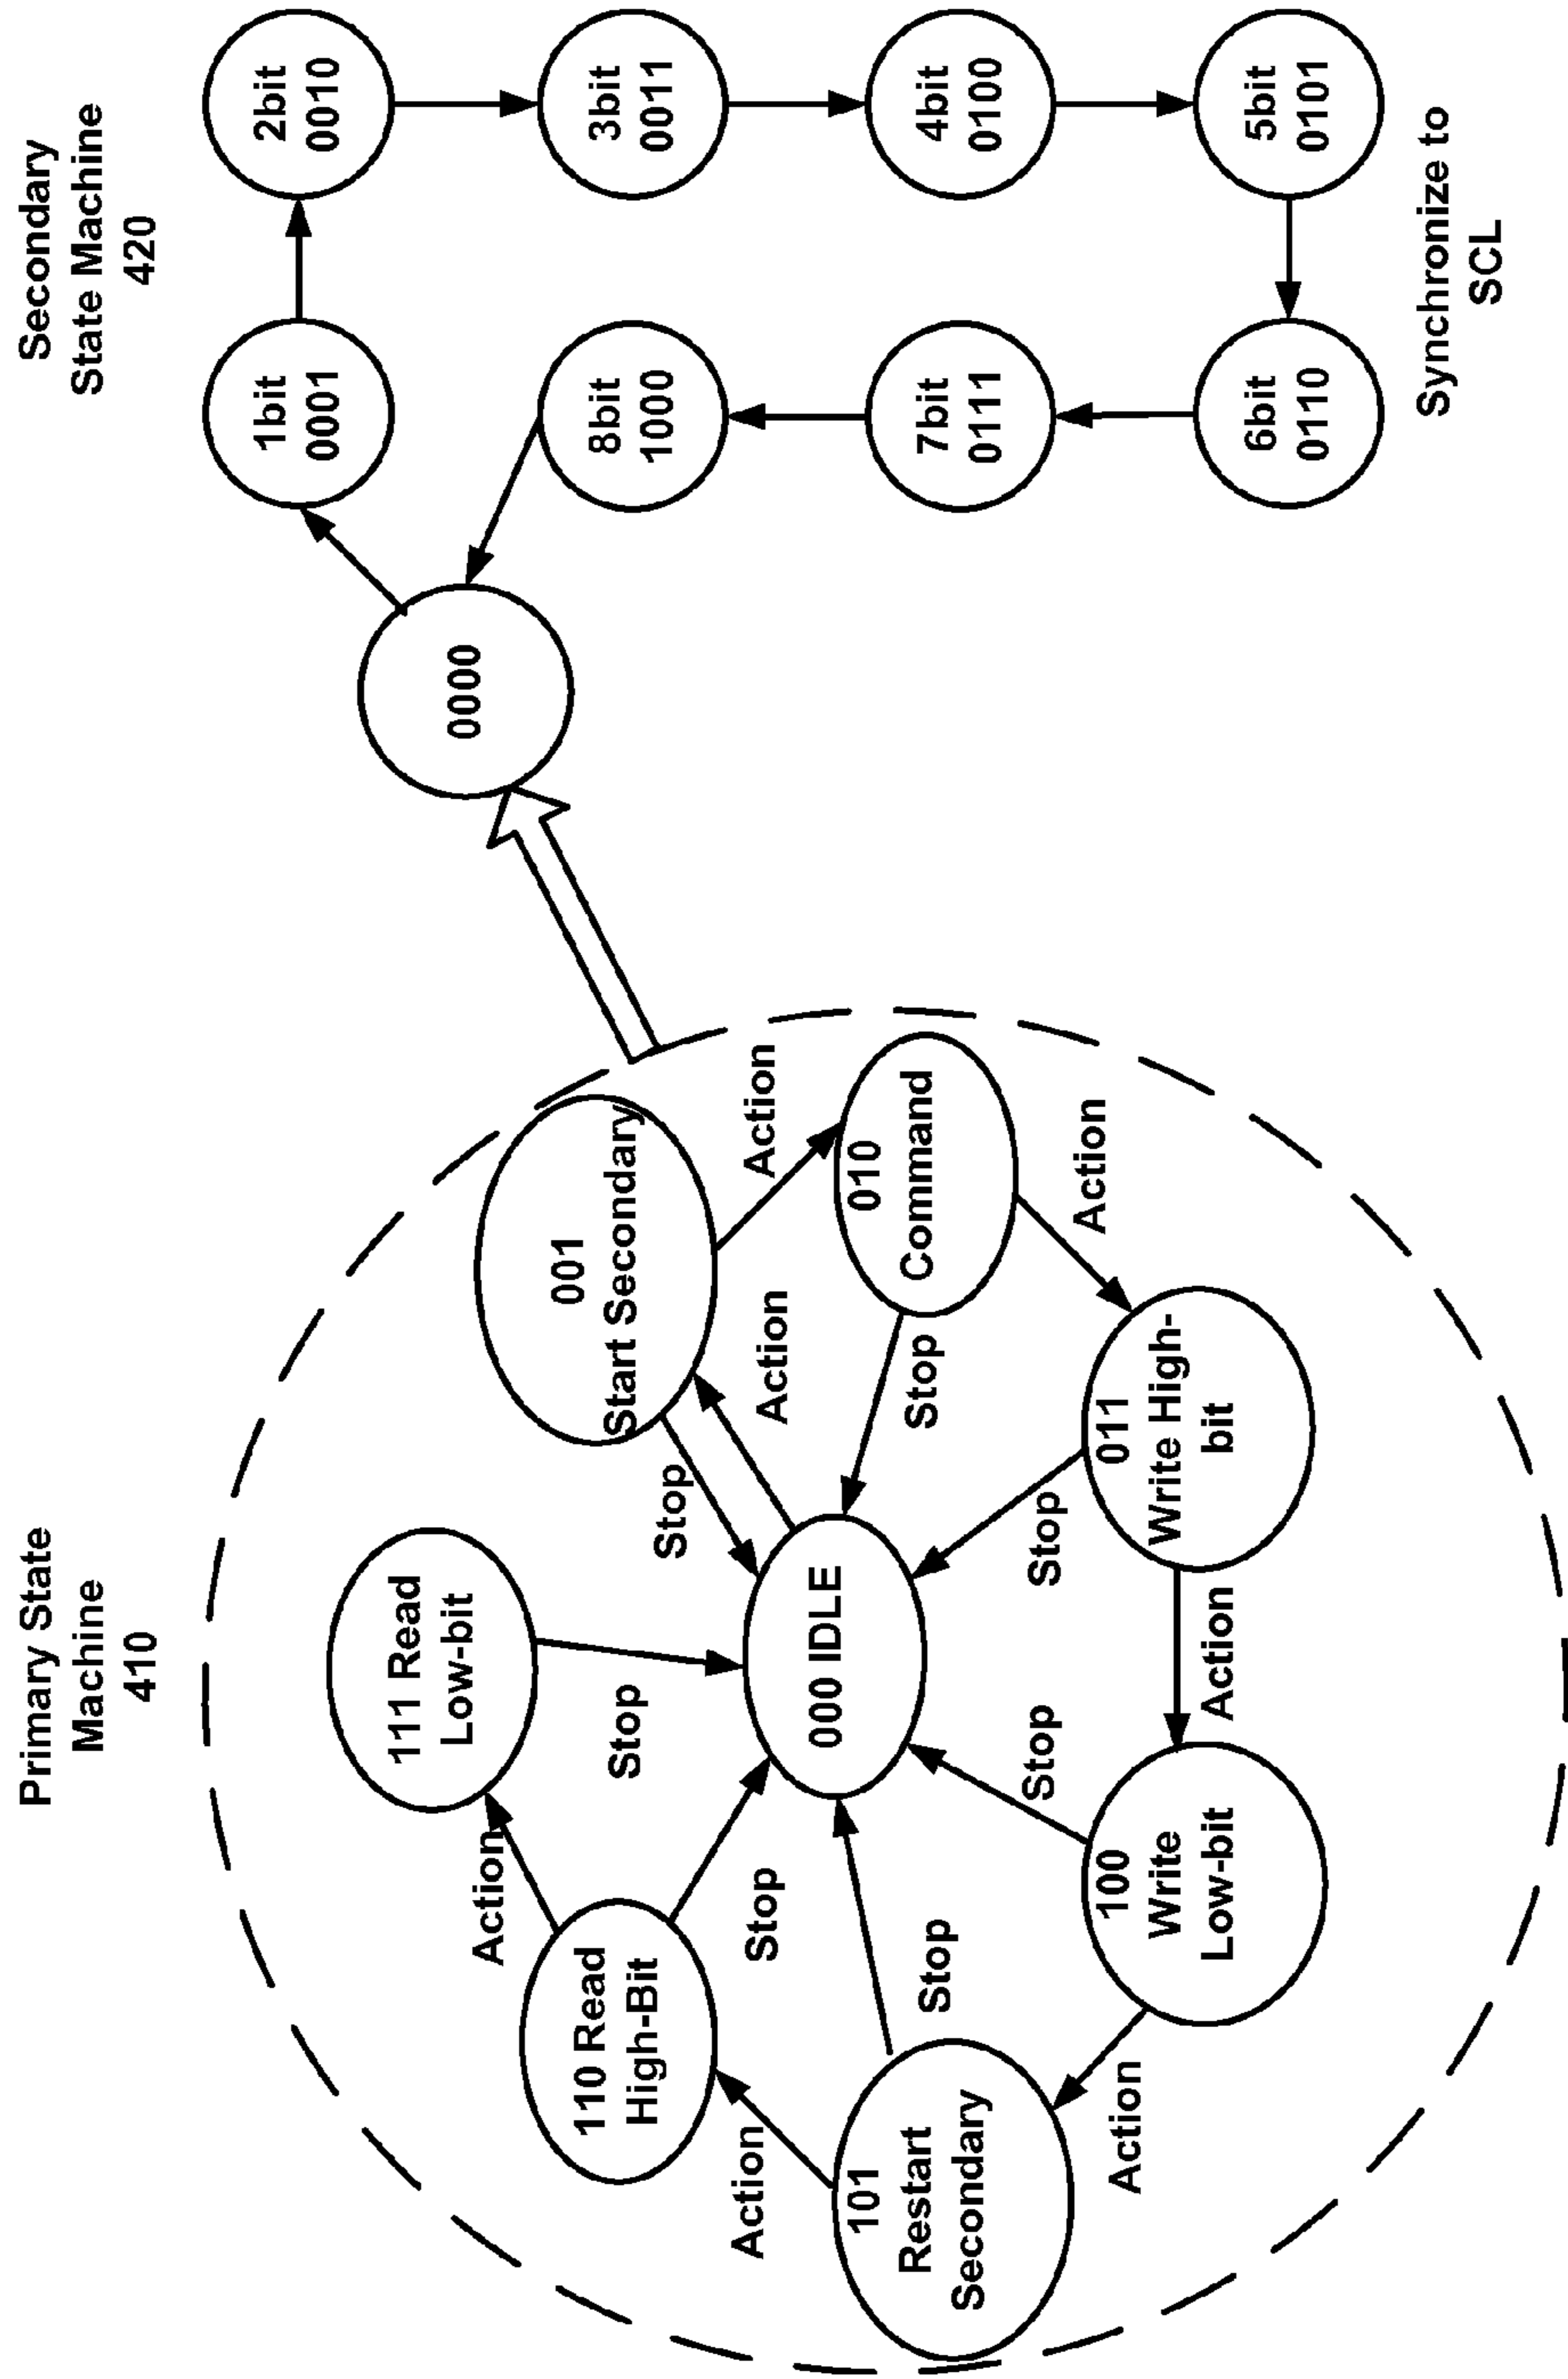 Primary State
Machine
410
Secondary
State Machine
420
111 Read
Low-bit
Action
Stop
110 Read
High-Bit
Stop
Action
101
Restart
Secondary
Stop
Action
100
Write
Low-bit
Stop
Action
011
Write High-
bit
Stop
Action
010
Command
Stop
Action
001
Start Secondary
Stop
Action
000 IDLE
0000
1bit
0001
2bit
0010
3bit
0011
4bit
0100
5bit
0101
6bit
0110
7bit
0111
8bit
1000
Synchronize to
SCL